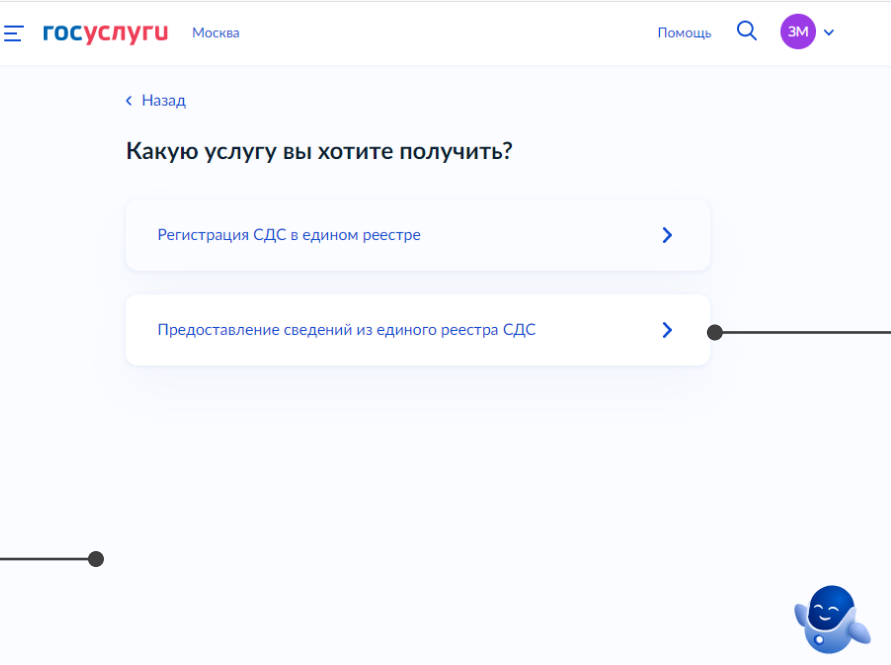 госуслуги Москва Помощь ЗМ
Назад
Какую услугу вы хотите получить?
Регистрация СДС в едином реестре
Предоставление сведений из единого реестра СДС